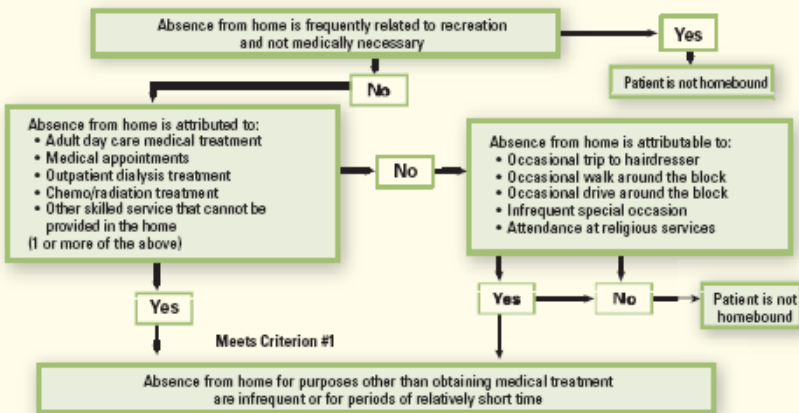 Absence from home is frequently related to recreation
and not medically necessary
Yes
Patient is not homebound
No
Absence from home is attributed to:
• Adult day care medical treatment
• Medical appointments
• Outpatient dialysis treatment
• Chemo/radiation treatment
• Other skilled service that cannot be
provided in the home
(1 or more of the above)
No
Absence from home is attributable to:
• Occasional trip to hairdresser
• Occasional walk around the block
• Occasional drive around the block
• Infrequent special occasion
• Attendance at religious services
Yes
Yes
No
Patient is not
homebound
Meets Criterion #1
Absence from home for purposes other than obtaining medical treatment
are infrequent or for periods of relatively short time